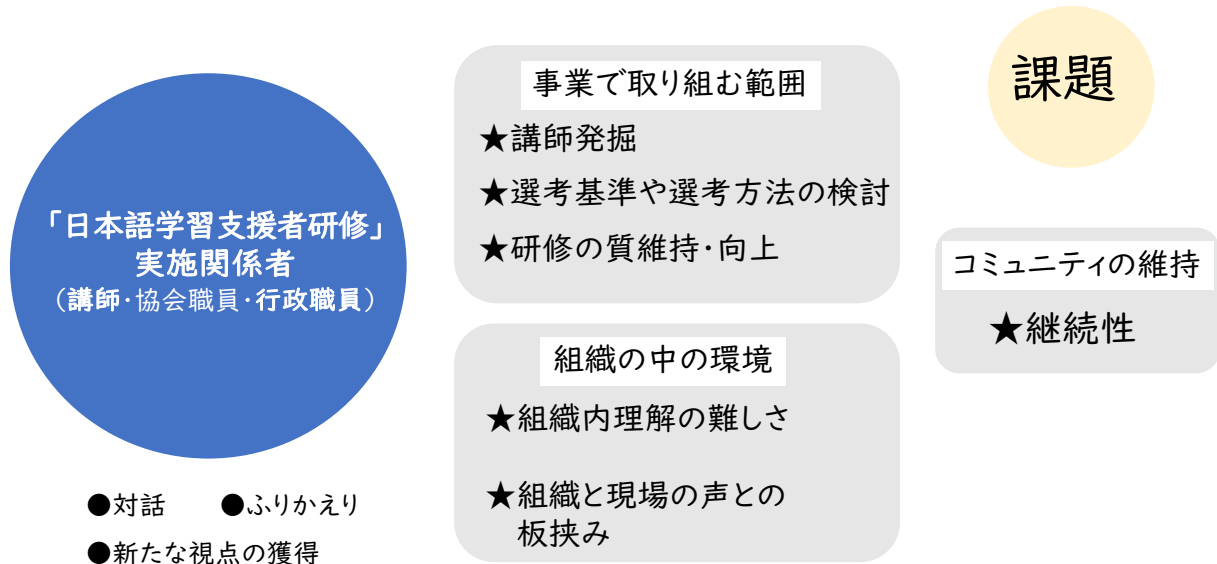 「日本語学習支援者研修」
実施関係者
（講師・協会職員・行政職員）
●対話　●ふりかえり
●新たな視点の獲得
事業で取り組む範囲
★講師発掘
★選考基準や選考方法の検討
★研修の質維持・向上
組織の中の環境
★組織内理解の難しさ
★組織と現場の声との
板挟み
課題
コミュニティの維持
★継続性